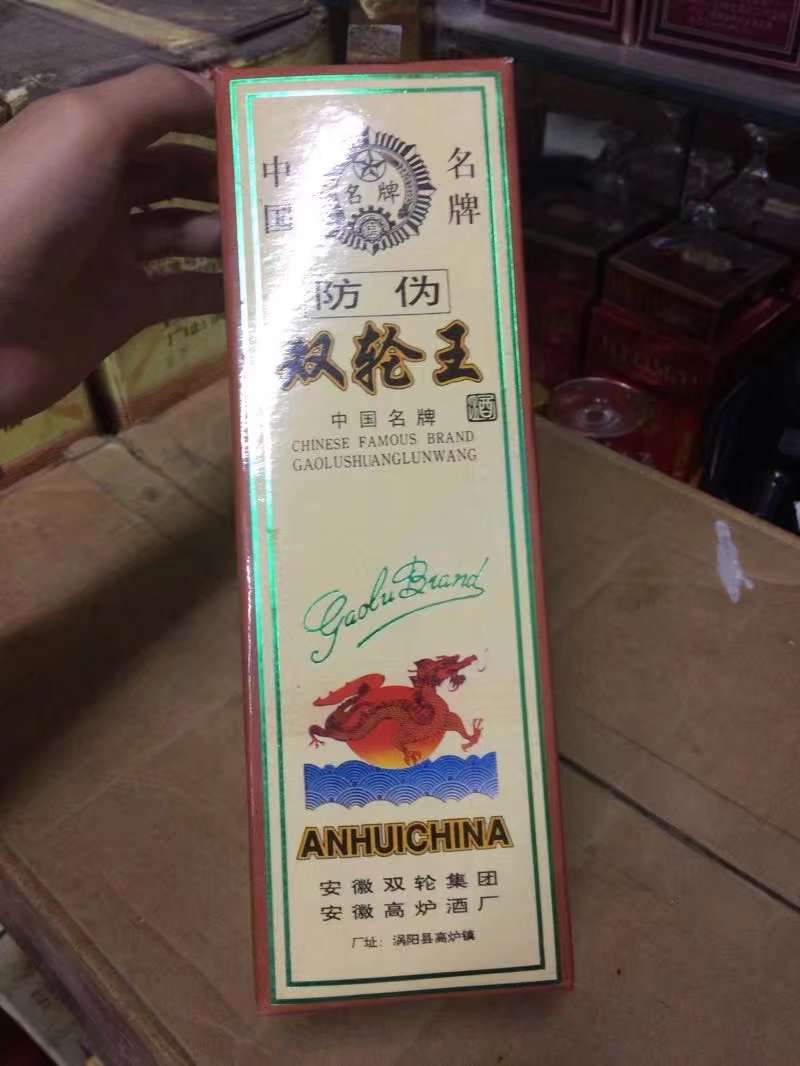 中国
名牌
名牌
防伪
双轮王
酒
中国名牌
CHINESE FAMOUS BRAND
GAOLUSHUANGLUNWANG
Gaolu Brand
ANHUICHINA
安徽双轮集团
安徽高炉酒厂
厂址：涡阳县高炉镇